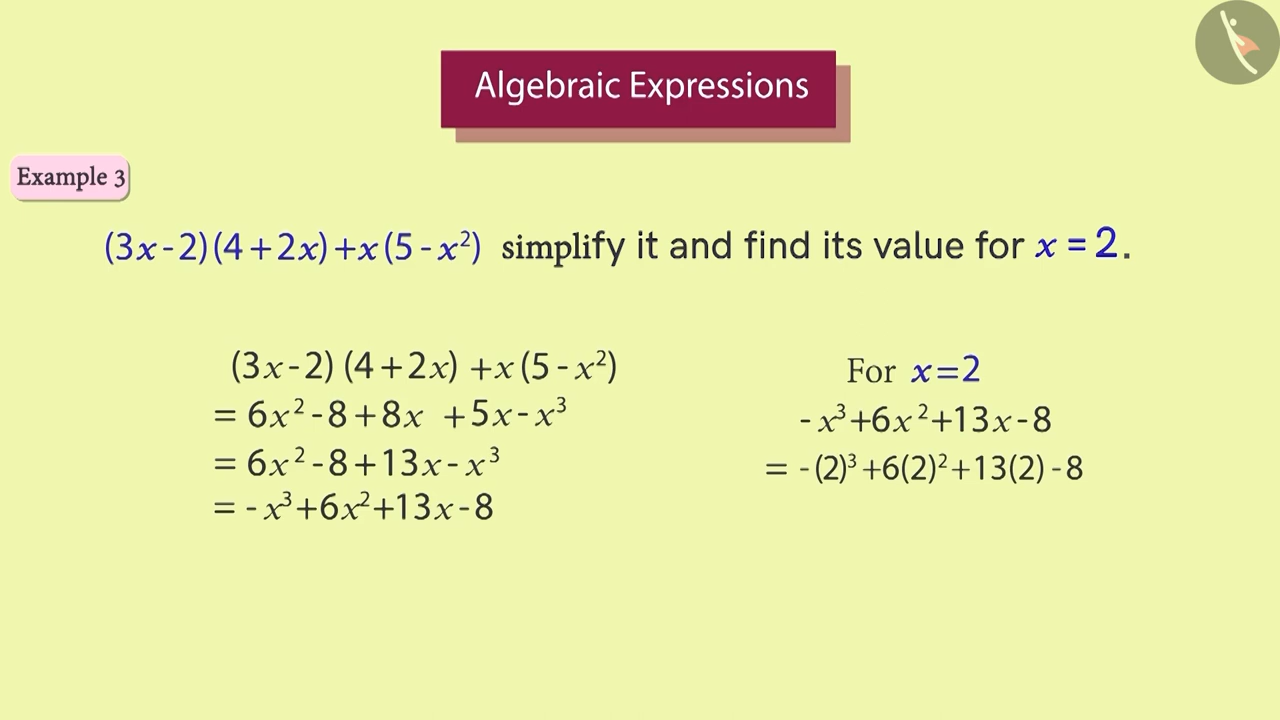 Algebraic Expressions
Example 3
(3x-2)(4+2x)+x(5-x²) simplify it and find its value for x=2.
(3x-2) (4+2x) +x(5-x²)
= 6x²-8+8x +5x-x³
= 6x²-8+13x-x³
= -x³+6x²+13x-8
For x=2
-x³+6x²+13x-8
= -(2)³+6(2)²+13(2)-8